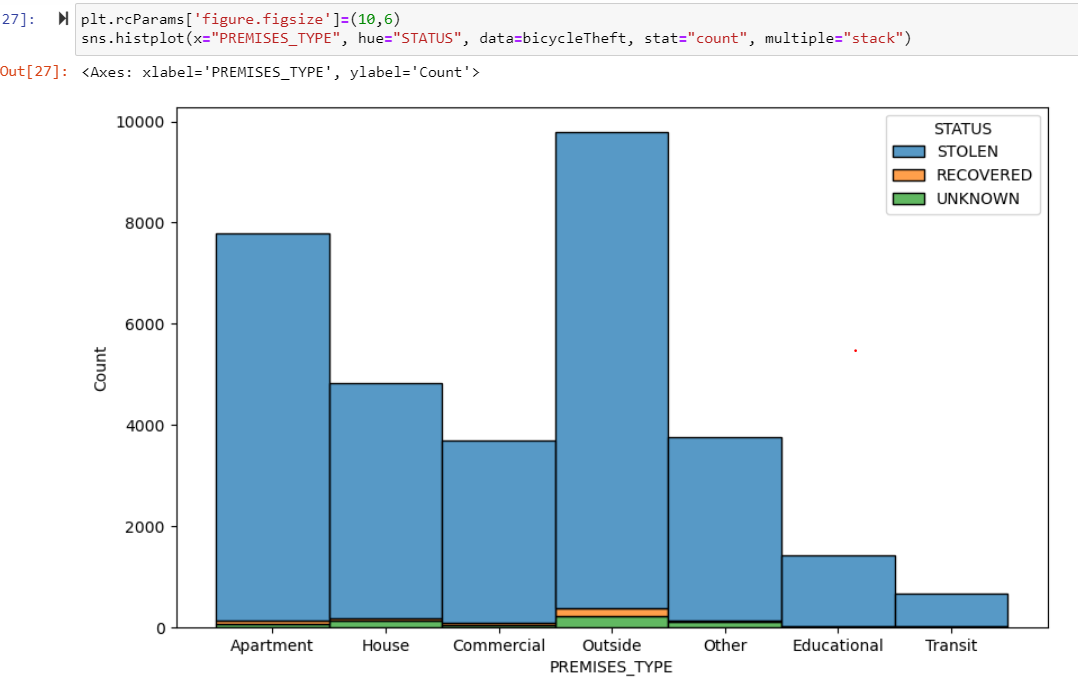 27]: plt.rcParams['figure.figsize']=(10,6)
sns.histplot(x="PREMISES_TYPE", hue="STATUS", data=bicycleTheft, stat="count", multiple="stack")
Out[27]: <Axes: xlabel='PREMISES_TYPE', ylabel='Count'>
STATUS
STOLEN
RECOVERED
UNKNOWN
10000
8000
6000
4000
2000
0
Count
Apartment House Commercial Outside Other Educational Transit
PREMISES_TYPE